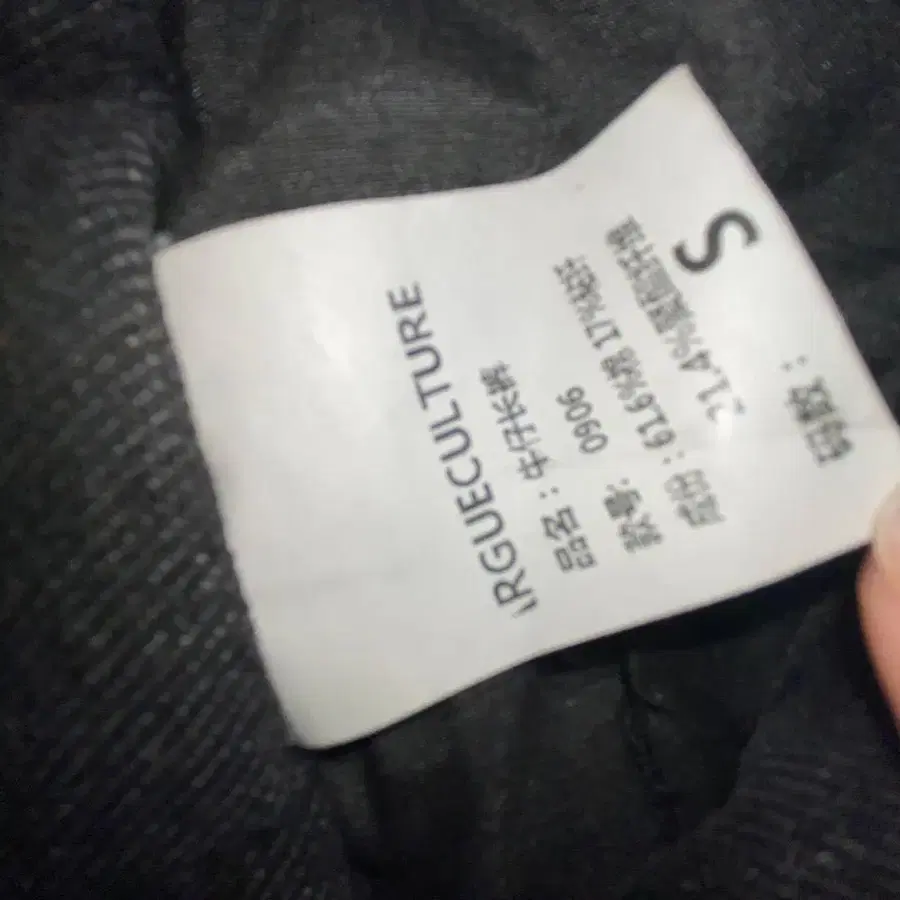 ARGUECULTURE
品名：牛仔长裤
款号：0906
成份：61.6%棉 17%粘纤
21.4%聚酯纤维
码数：
S